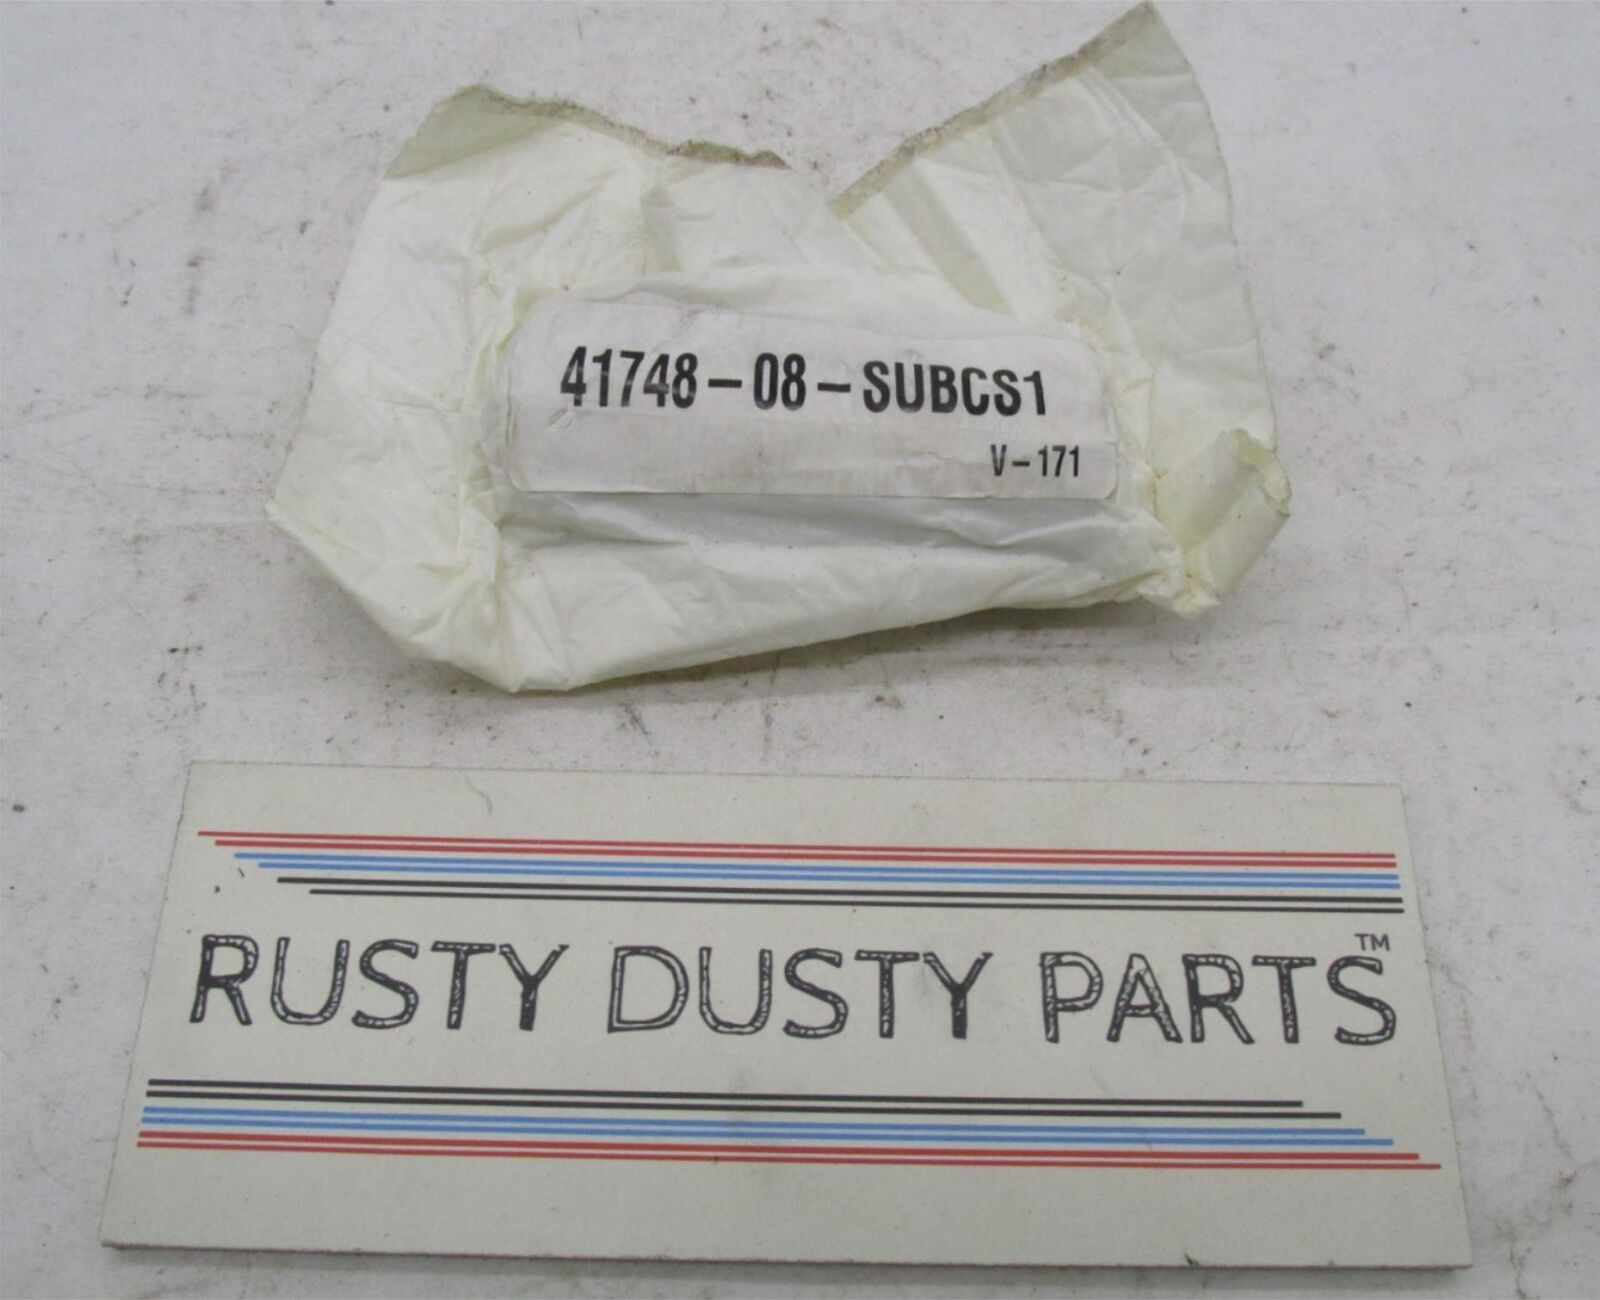 41748-08-SUBCS1
V-171
RUSTY DUSTY PARTS™